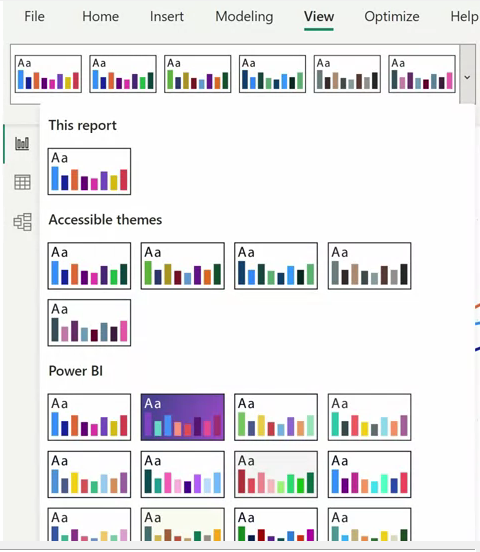 File Home Insert Modeling View Optimize Help
Aa Aa Aa Aa Aa Aa
This report
Aa
Accessible themes
Aa Aa Aa Aa
Aa
Power BI
Aa Aa Aa Aa
Aa Aa Aa Aa
Aa Aa Aa Aa